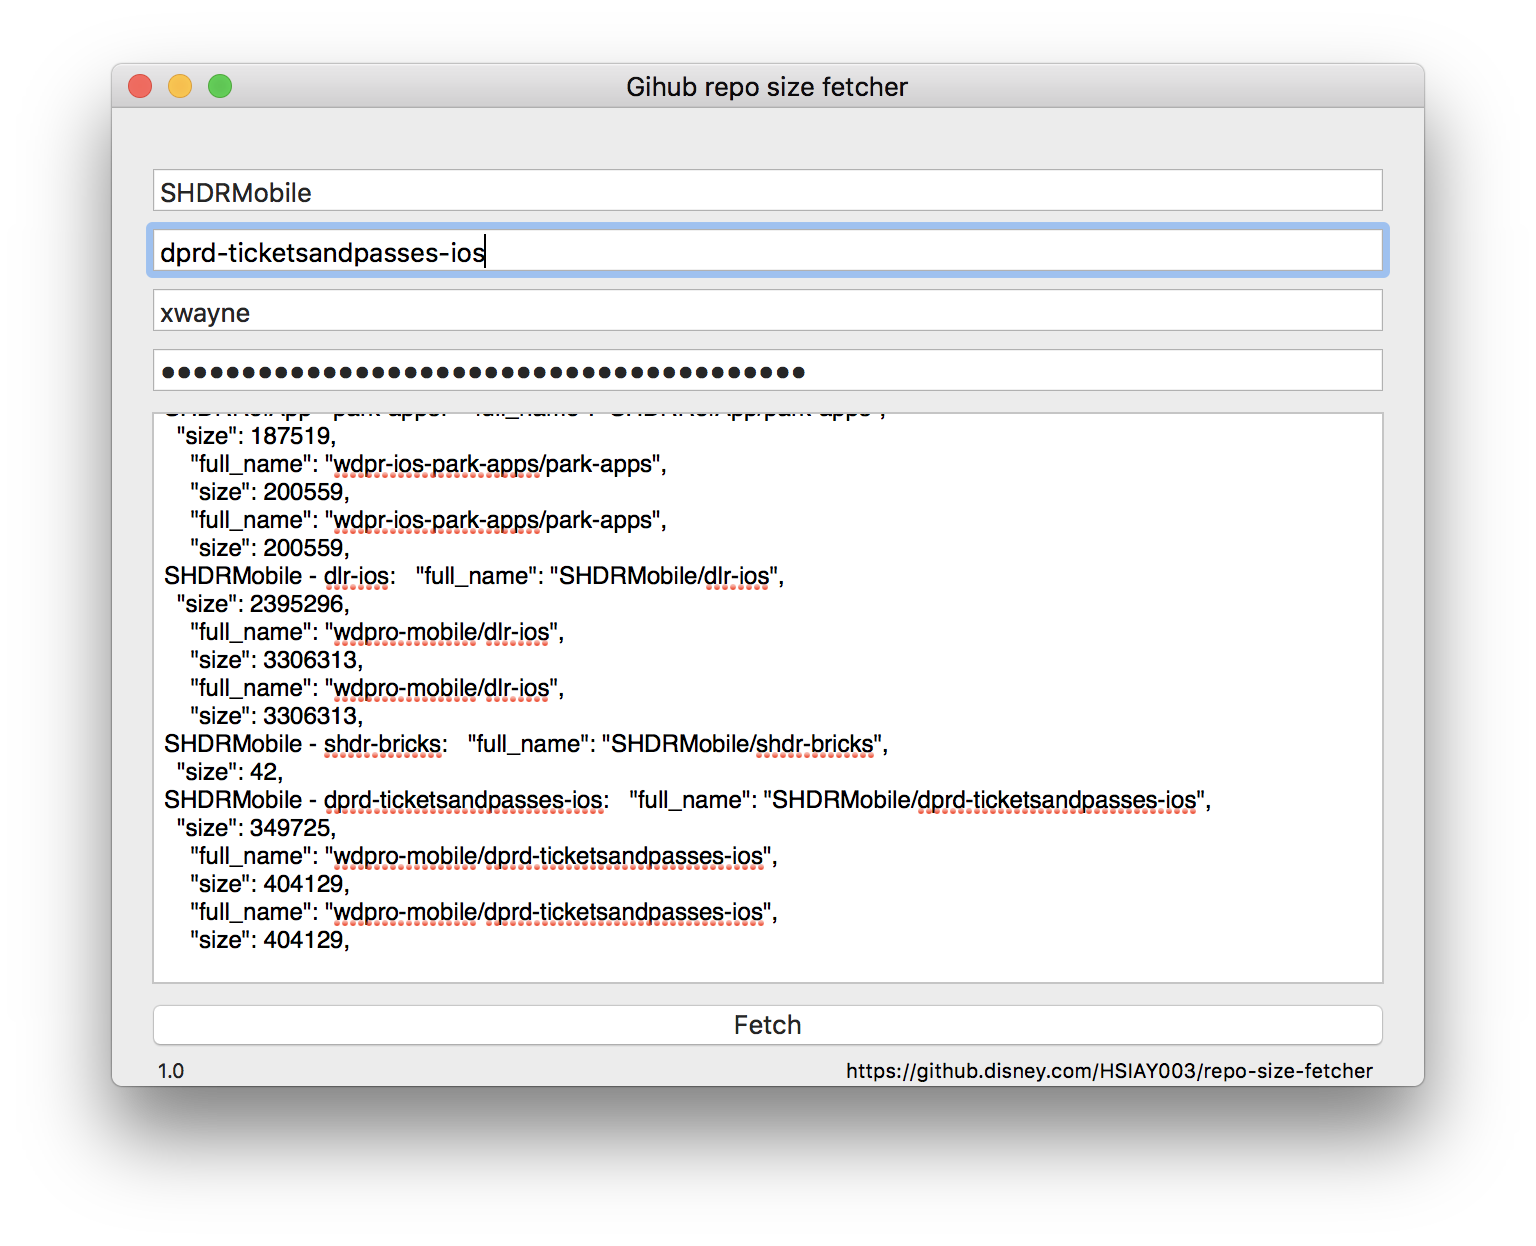 Gihub repo size fetcher
SHDRMobile
dprd-ticketsandpasses-ios
xwayne
●●●●●●●●●●●●●●●●●●●●●●●●●●●●●●●●●●●●●●●●
"size": 187519,
"full_name": "wdpr-ios-park-apps/park-apps",
"size": 200559,
"full_name": "wdpr-ios-park-apps/park-apps",
"size": 200559,
SHDRMobile - dlr-ios:   "full_name": "SHDRMobile/dlr-ios",
"size": 2395296,
"full_name": "wdpro-mobile/dlr-ios",
"size": 3306313,
"full_name": "wdpro-mobile/dlr-ios",
"size": 3306313,
SHDRMobile - shdr-bricks:   "full_name": "SHDRMobile/shdr-bricks",
"size": 42,
SHDRMobile - dprd-ticketsandpasses-ios:   "full_name": "SHDRMobile/dprd-ticketsandpasses-ios",
"size": 349725,
"full_name": "wdpro-mobile/dprd-ticketsandpasses-ios",
"size": 404129,
"full_name": "wdpro-mobile/dprd-ticketsandpasses-ios",
"size": 404129,
Fetch
1.0
https://github.disney.com/HSIAY003/repo-size-fetcher